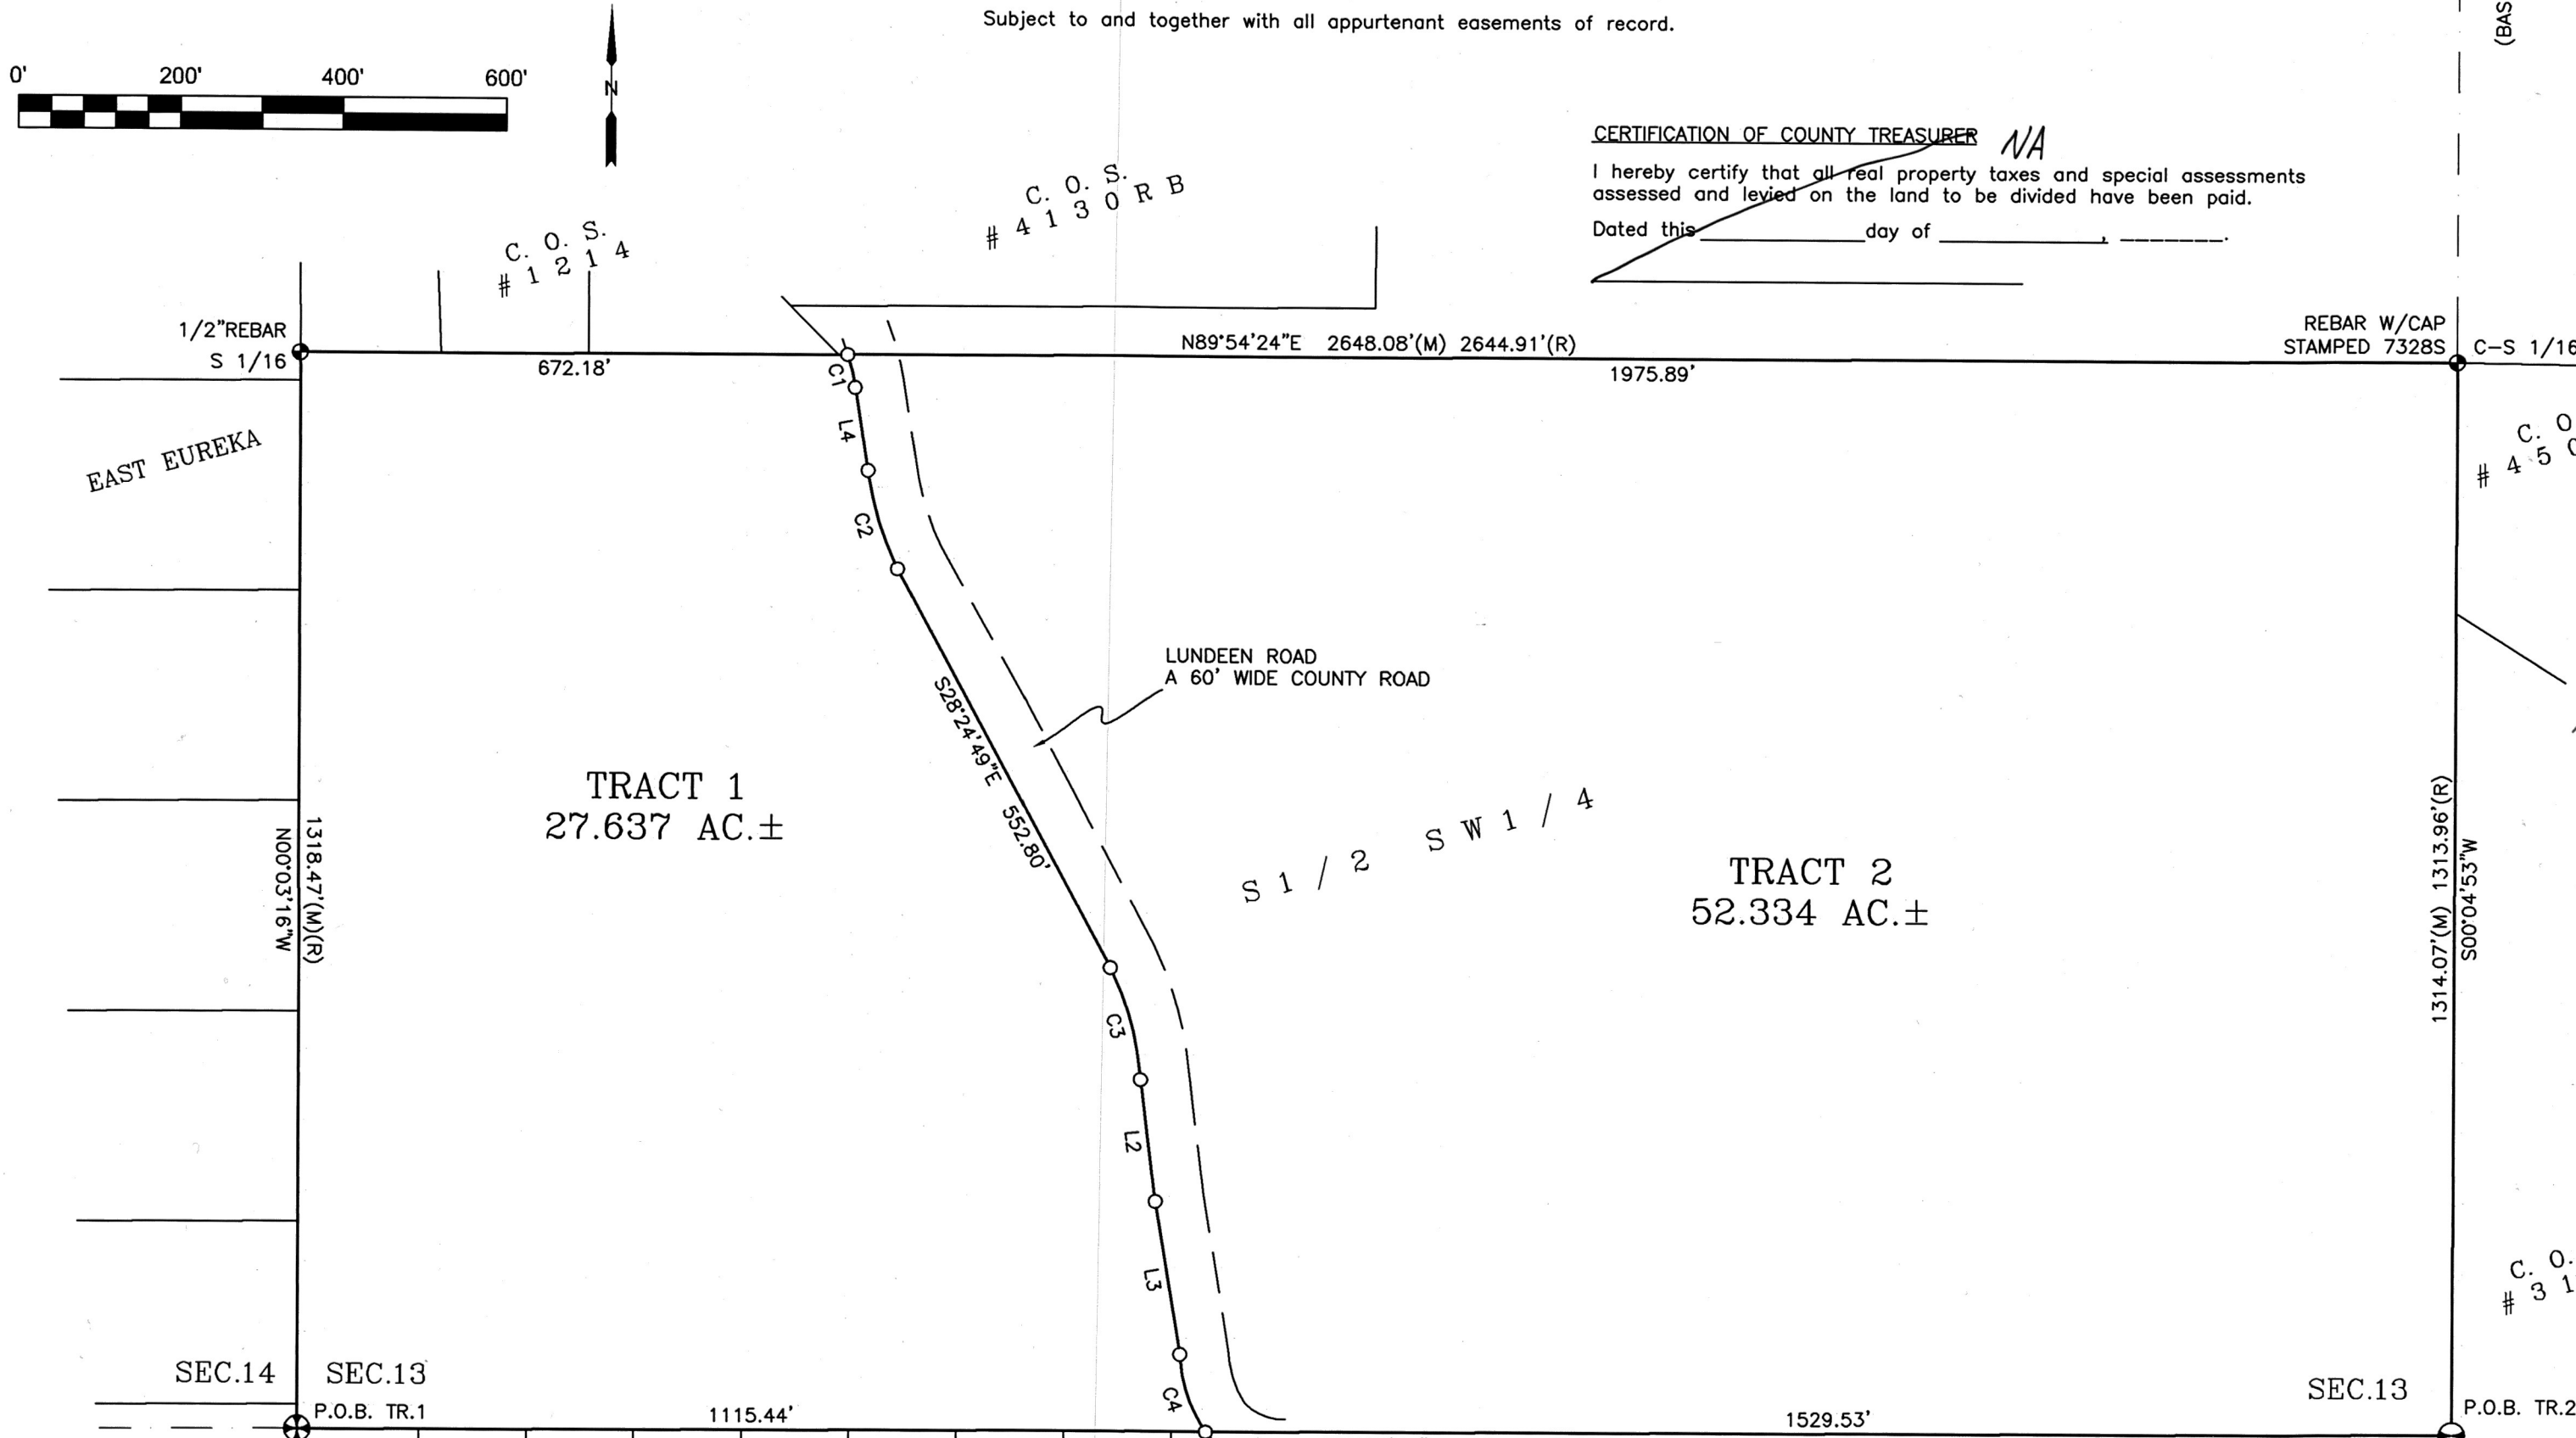 Subject to and together with all appurtenant easements of record.
(BAS
0' 200' 400' 600'
N
CERTIFICATION OF COUNTY TREASURER NA
I hereby certify that all real property taxes and special assessments
assessed and levied on the land to be divided have been paid.
Dated this day of , .
C. O. S.
# 4 1 3 0 R B
C. O. S.
# 1 2 1 4
1/2"REBAR
S 1/16
N89°54'24"E 2648.08'(M) 2644.91'(R)
REBAR W/CAP
STAMPED 7328S
C-S 1/16
672.18'
1975.89'
C1
L4
C2
EAST EUREKA
C. O
# 4 5 0
LUNDEEN ROAD
A 60' WIDE COUNTY ROAD
S28°24'49"E 552.80'
TRACT 1
27.637 AC.±
S 1 / 2 S W 1 / 4
TRACT 2
52.334 AC.±
1318.47'(M)(R)
N00°03'16"W
1314.07'(M) 1313.96'(R)
S00°04'53"W
C3
L2
L3
C4
C. O.
# 3 1
SEC.14
SEC.13
SEC.13
P.O.B. TR.1
1115.44'
1529.53'
P.O.B. TR.2